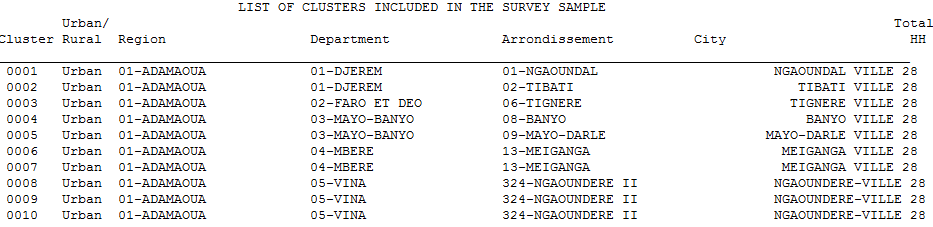 LIST OF CLUSTERS INCLUDED IN THE SURVEY SAMPLE
Urban/ Total
Cluster Rural Region Department Arrondissement City HH
0001 Urban 01-ADAMAOUA 01-DJEREM 01-NGAOUNDAL NGAOUNDAL VILLE 28
0002 Urban 01-ADAMAOUA 01-DJEREM 02-TIBATI TIBATI VILLE 28
0003 Urban 01-ADAMAOUA 02-FARO ET DEO 06-TIGNERE TIGNERE VILLE 28
0004 Urban 01-ADAMAOUA 03-MAYO-BANYO 08-BANYO BANYO VILLE 28
0005 Urban 01-ADAMAOUA 03-MAYO-BANYO 09-MAYO-DARLE MAYO-DARLE VILLE 28
0006 Urban 01-ADAMAOUA 04-MBERE 13-MEIGANGA MEIGANGA VILLE 28
0007 Urban 01-ADAMAOUA 04-MBERE 13-MEIGANGA MEIGANGA VILLE 28
0008 Urban 01-ADAMAOUA 05-VINA 324-NGAOUNDERE II NGAOUNDERE-VILLE 28
0009 Urban 01-ADAMAOUA 05-VINA 324-NGAOUNDERE II NGAOUNDERE-VILLE 28
0010 Urban 01-ADAMAOUA 05-VINA 324-NGAOUNDERE II NGAOUNDERE-VILLE 28